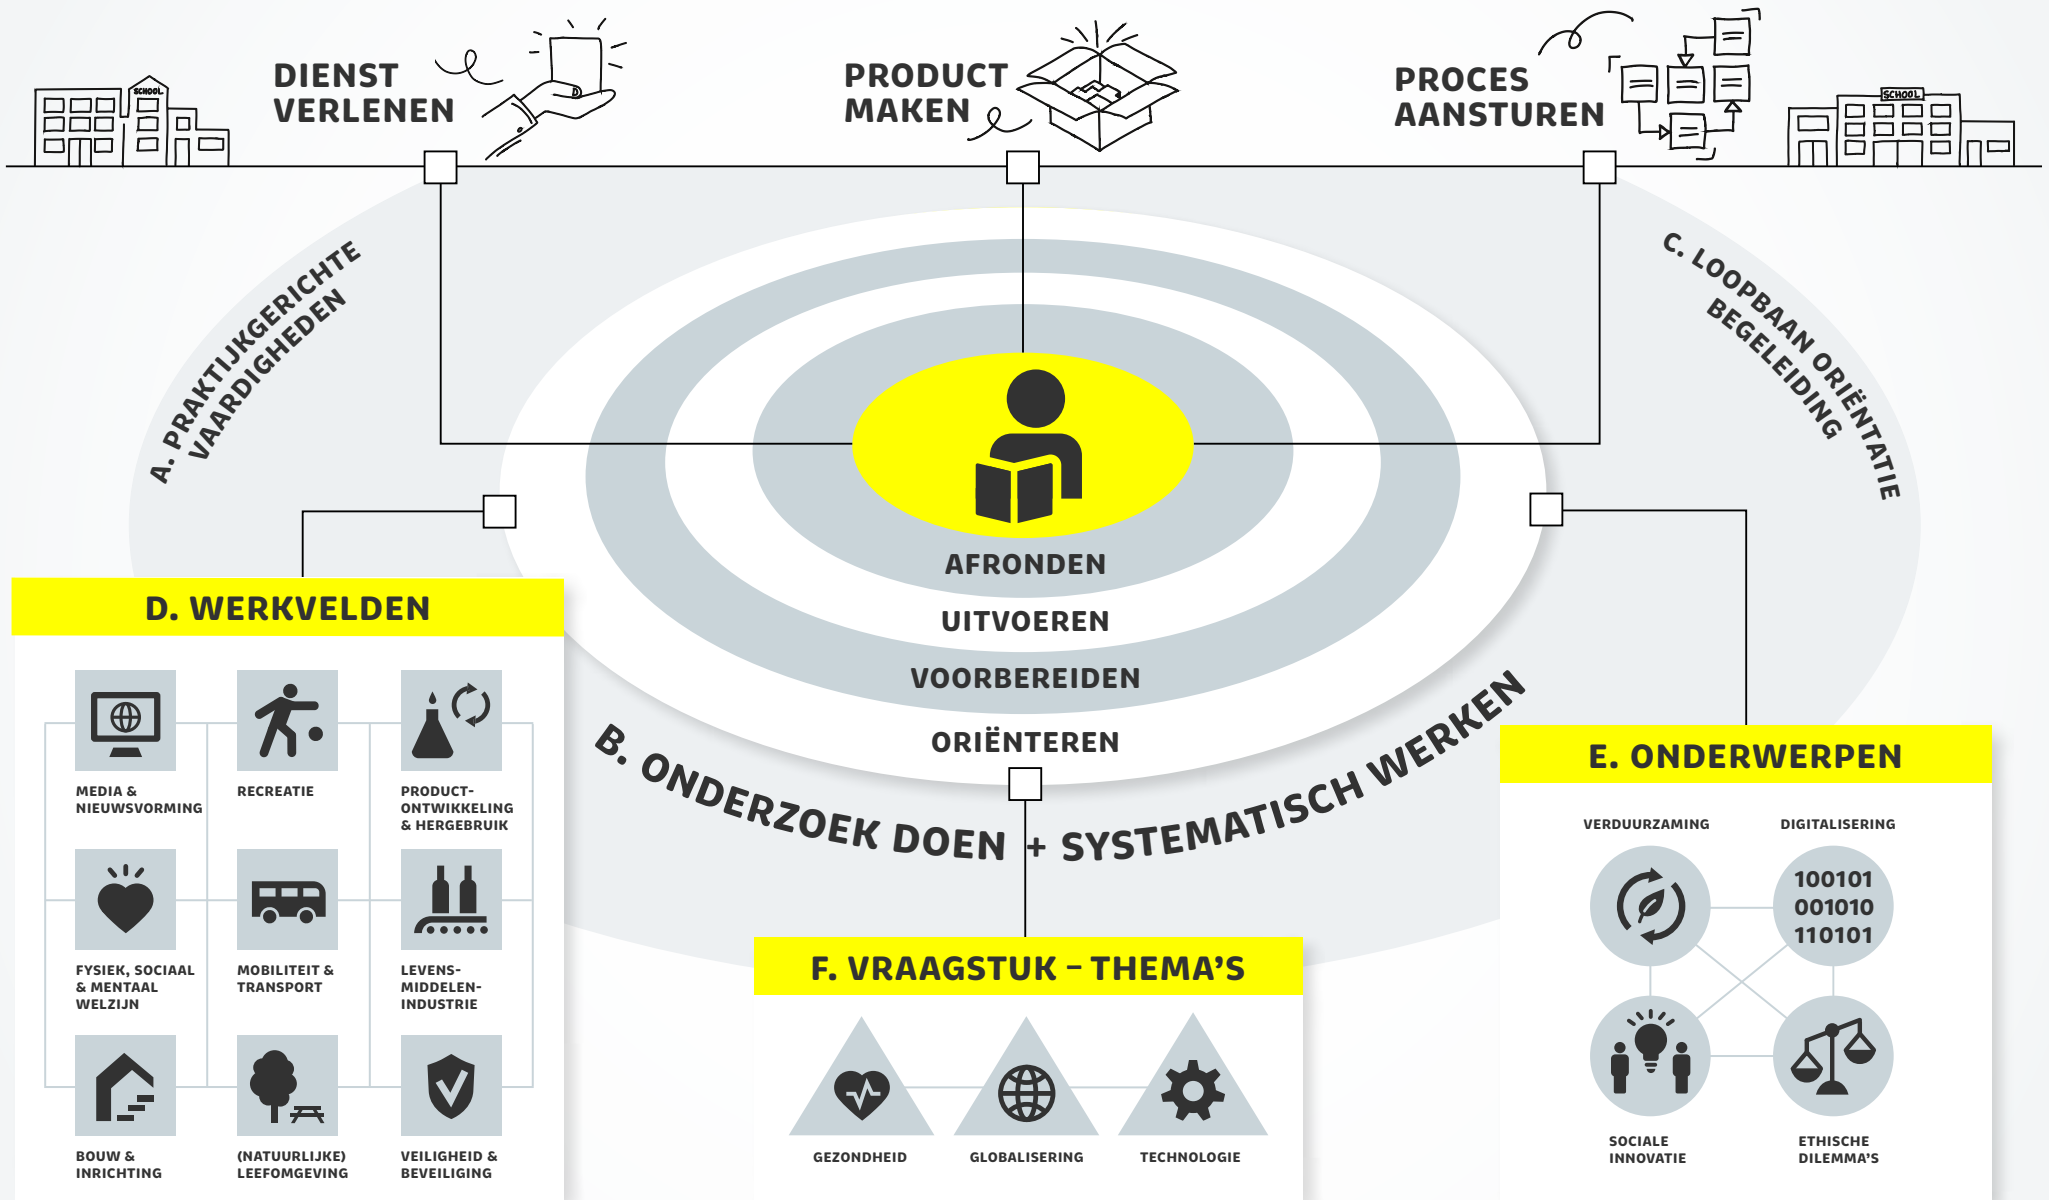 SCHOOL
DIENST
VERLENEN
PRODUCT
MAKEN
PROCES
AANSTUREN
SCHOOL
A. PRAKTIJKGERICHTE
VAARDIGHEDEN
C. LOOPBAAN ORIËNTATIE
BEGELEIDING
AFRONDEN
UITVOEREN
VOORBEREIDEN
ORIËNTEREN
B. ONDERZOEK DOEN + SYSTEMATISCH WERKEN
D. WERKVELDEN
MEDIA &
NIEUWSVORMING
RECREATIE
PRODUCT-
ONTWIKKELING
& HERGEBRUIK
FYSIEK, SOCIAAL
& MENTAAL
WELZIJN
MOBILITEIT &
TRANSPORT
LEVENS-
MIDDELEN-
INDUSTRIE
BOUW &
INRICHTING
(NATUURLIJKE)
LEEFOMGEVING
VEILIGHEID &
BEVEILIGING
F. VRAAGSTUK – THEMA'S
GEZONDHEID
GLOBALISERING
TECHNOLOGIE
E. ONDERWERPEN
VERDUURZAMING
DIGITALISERING
100101
001010
110101
SOCIALE
INNOVATIE
ETHISCHE
DILEMMA'S